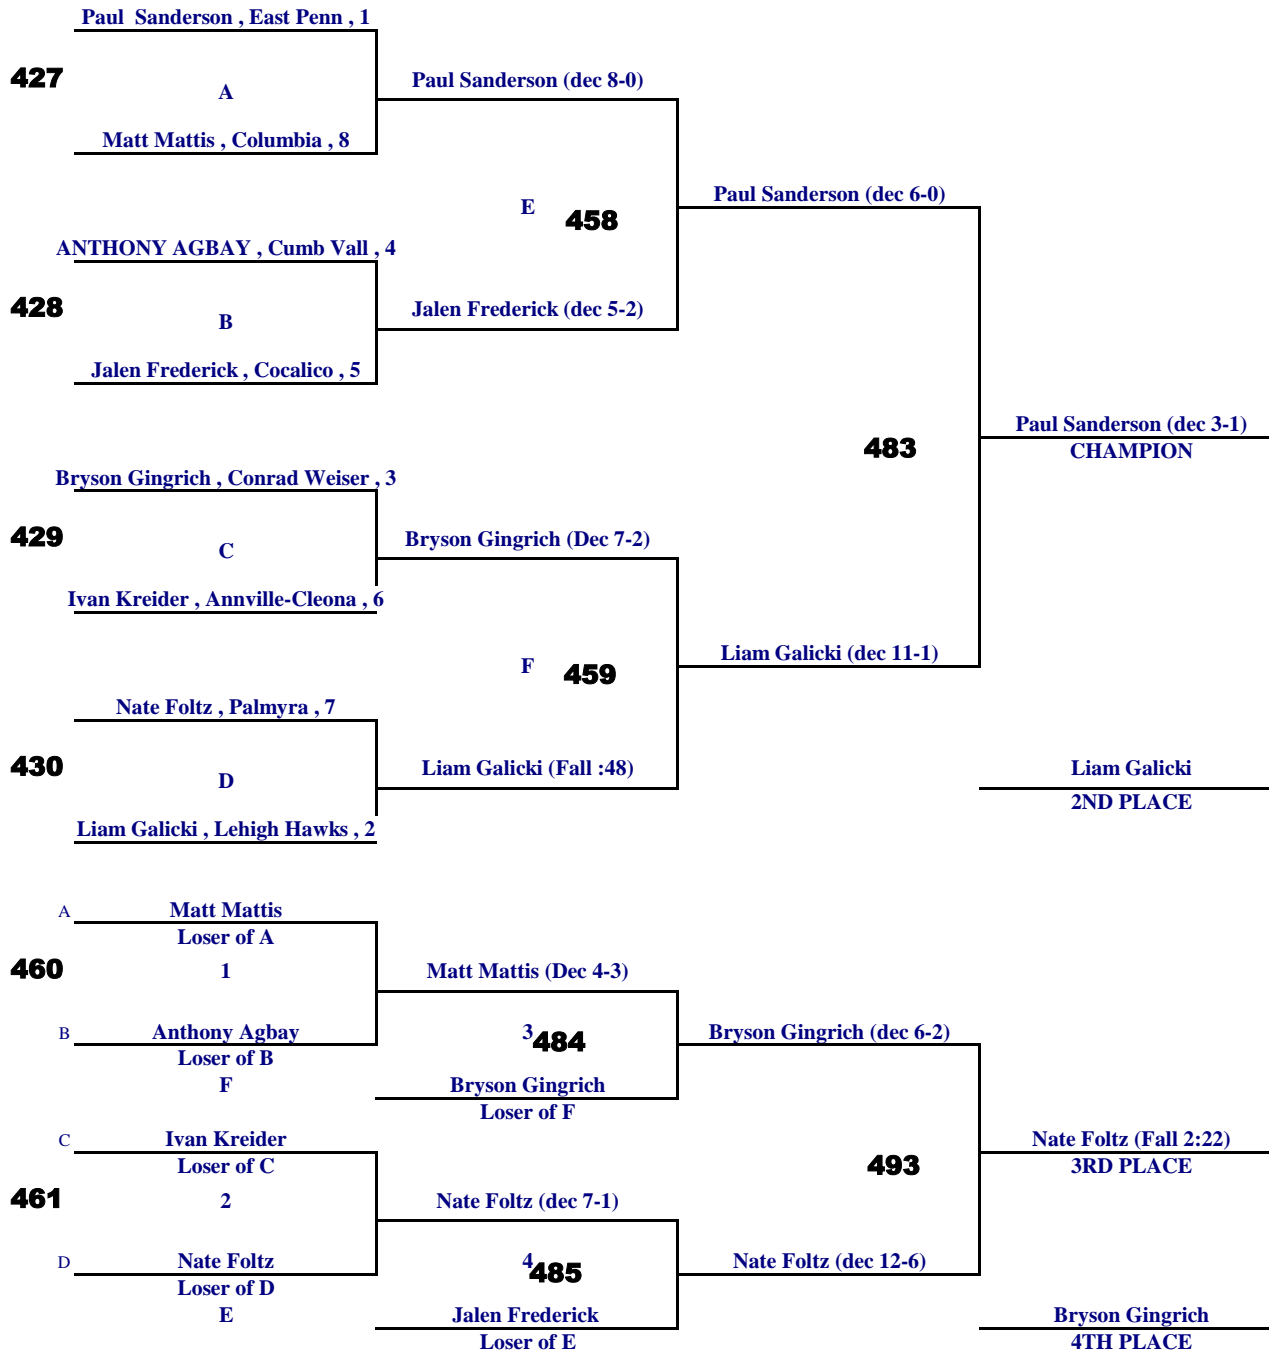 Paul  Sanderson , East Penn , 1
427
A
Paul Sanderson (dec 8-0)
Matt Mattis , Columbia , 8
E
458
Paul Sanderson (dec 6-0)
ANTHONY AGBAY , Cumb Vall , 4
428
B
Jalen Frederick (dec 5-2)
Jalen Frederick , Cocalico , 5
483
Paul Sanderson (dec 3-1)
CHAMPION
Bryson Gingrich , Conrad Weiser , 3
429
C
Bryson Gingrich (Dec 7-2)
Ivan Kreider , Annville-Cleona , 6
F
459
Liam Galicki (dec 11-1)
Nate Foltz , Palmyra , 7
430
D
Liam Galicki (Fall :48)
Liam Galicki
2ND PLACE
Liam Galicki , Lehigh Hawks , 2
A
Matt Mattis
Loser of A
460
1
Matt Mattis (Dec 4-3)
B
Anthony Agbay
Loser of B
3
484
Bryson Gingrich (dec 6-2)
F
Bryson Gingrich
Loser of F
C
Ivan Kreider
Loser of C
493
Nate Foltz (Fall 2:22)
3RD PLACE
461
2
Nate Foltz (dec 7-1)
D
Nate Foltz
Loser of D
4
485
Nate Foltz (dec 12-6)
E
Jalen Frederick
Loser of E
Bryson Gingrich
4TH PLACE